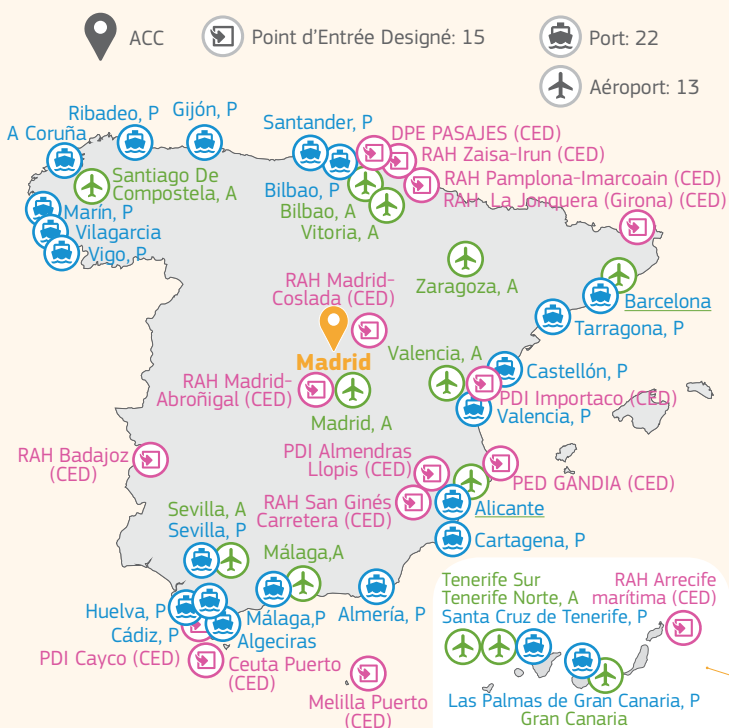 ACC
Point d'Entrée Designé: 15
Port: 22
Aéroport: 13
Ribadeo, P
Gijón, P
A Coruña
Santander, P
DPE PASAJES (CED)
RAH Zaisa-Irun (CED)
RAH Pamplona-Imarcoain (CED)
RAH  La Jonquera (Girona) (CED)
Santiago De
Compostela, A
Bilbao, P
Bilbao, A
Vitoria, A
Marín, P
Vilagarcia
Vigo, P
RAH Madrid-
Coslada (CED)
Zaragoza, A
Barcelona
Tarragona, P
Madrid
Valencia, A
Castellón, P
RAH Madrid-
Abroñigal (CED)
PDI Importaco (CED)
Valencia, P
Madrid, A
RAH Badajoz
(CED)
PDI Almendras
Llopis (CED)
PED GANDIA (CED)
RAH San Ginés
Carretera (CED)
Alicante
Sevilla, A
Sevilla, P
Cartagena, P
Málaga,A
Huelva, P
Cádiz, P
Málaga,P
Almería, P
Algeciras
PDI Cayco (CED)
Ceuta Puerto
(CED)
Melilla Puerto
(CED)
Tenerife Sur
Tenerife Norte, A
Santa Cruz de Tenerife, P
RAH Arrecife
marítima (CED)
Las Palmas de Gran Canaria, P
Gran Canaria